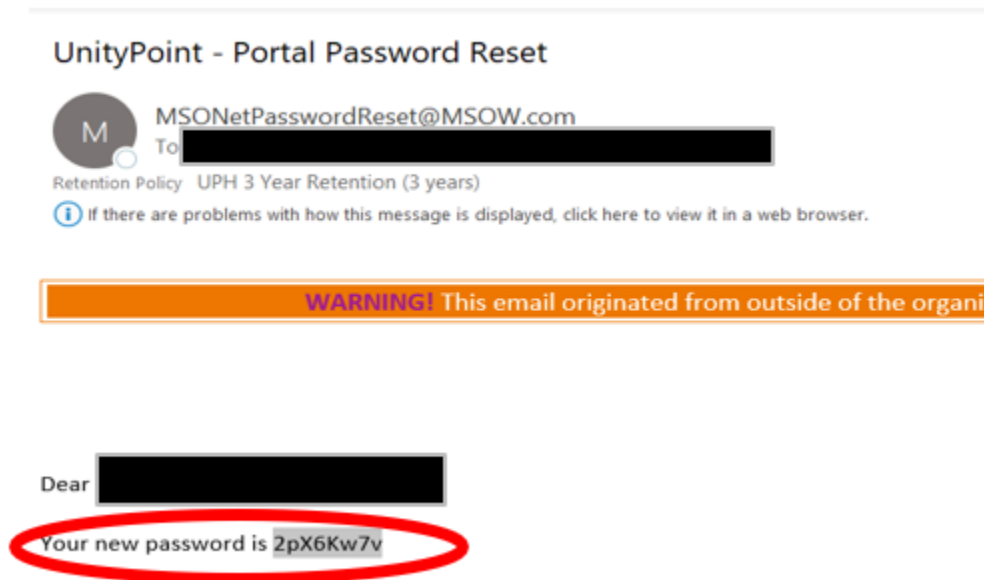 UnityPoint - Portal Password Reset
M
MSONetPasswordReset@MSOW.com
To
Retention Policy UPH 3 Year Retention (3 years)
i If there are problems with how this message is displayed, click here to view it in a web browser.
WARNING! This email originated from outside of the organi
Dear
Your new password is 2pX6Kw7v